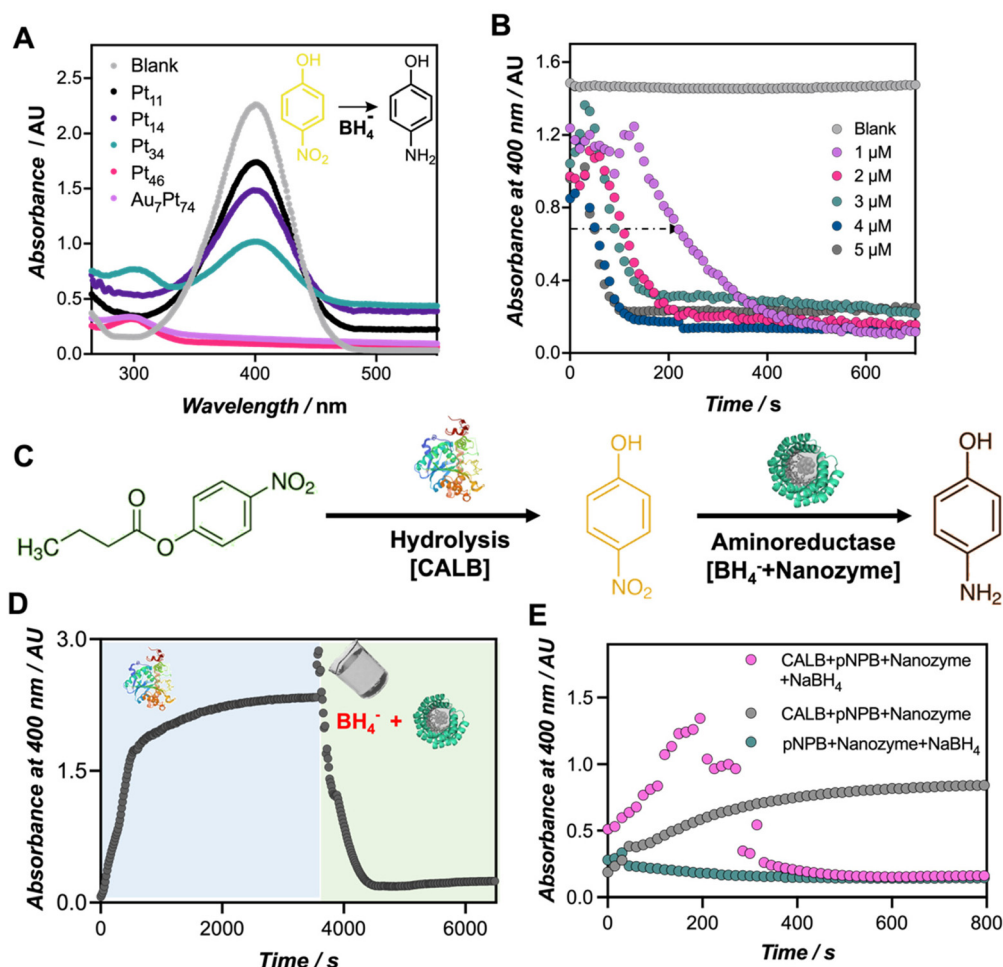 A
Absorbance / AU
2.5
2.0
1.5
1.0
0.5
0.0
300
400
500
Wavelength / nm
Blank
Pt₁₁
Pt₁₄
Pt₃₄
Pt₄₆
Au₇Pt₇₄
OH
NO₂
BH₄⁻
OH
NH₂
B
Absorbance at 400 nm / AU
1.6
1.2
0.8
0.4
0.0
0
200
400
600
Time / s
Blank
1 μM
2 μM
3 μM
4 μM
5 μM
C
H₃C
O
O
NO₂
Hydrolysis
[CALB]
OH
NO₂
Aminoreductase
[BH₄⁻+Nanozyme]
OH
NH₂
D
Absorbance at 400 nm / AU
3.0
1.5
0.0
0
2000
4000
6000
Time / s
BH₄⁻ +
E
Absorbance at 400 nm / AU
1.5
1.0
0.5
0.0
0
200
400
600
800
Time / s
CALB+pNPB+Nanozyme
+NaBH₄
CALB+pNPB+Nanozyme
pNPB+Nanozyme+NaBH₄